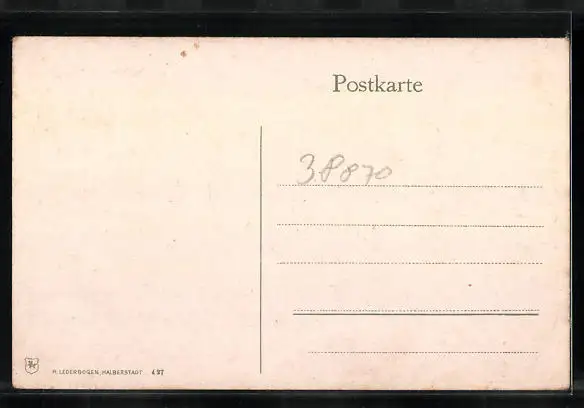 Postkarte
38870
R. LEDERBOGEN, HALBERSTADT 427